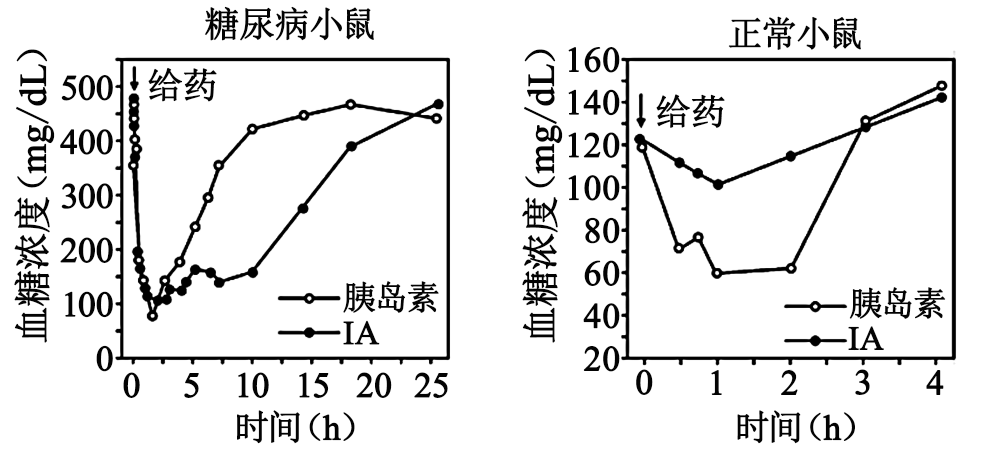 糖尿病小鼠
血糖浓度(mg/dL)
500
400
300
200
100
0
给药
胰岛素
IA
0 5 10 15 20 25
时间(h)
正常小鼠
血糖浓度(mg/dL)
160
140
120
100
80
60
40
20
给药
胰岛素
IA
0 1 2 3 4
时间(h)